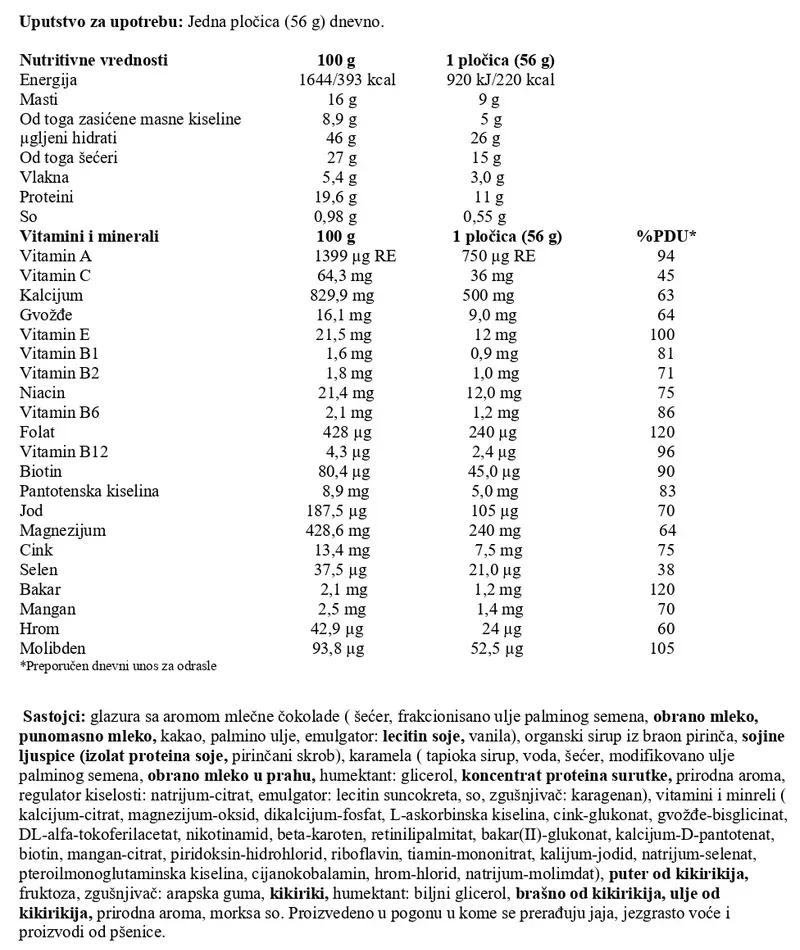 Uputstvo za upotrebu: Jedna pločica (56 g) dnevno.
Nutritivne vrednosti 100 g 1 pločica (56 g)
Energija 1644/393 kcal 920 kJ/220 kcal
Masti 16 g 9 g
Od toga zasićene masne kiseline 8,9 g 5 g
µgljeni hidrati 46 g 26 g
Od toga šećeri 27 g 15 g
Vlakna 5,4 g 3,0 g
Proteini 19,6 g 11 g
So 0,98 g 0,55 g
Vitamini i minerali 100 g 1 pločica (56 g) %PDU*
Vitamin A 1399 µg RE 750 µg RE 94
Vitamin C 64,3 mg 36 mg 45
Kalcijum 829,9 mg 500 mg 63
Gvožđe 16,1 mg 9,0 mg 64
Vitamin E 21,5 mg 12 mg 100
Vitamin B1 1,6 mg 0,9 mg 81
Vitamin B2 1,8 mg 1,0 mg 71
Niacin 21,4 mg 12,0 mg 75
Vitamin B6 2,1 mg 1,2 mg 86
Folat 428 µg 240 µg 120
Vitamin B12 4,3 µg 2,4 µg 96
Biotin 80,4 µg 45,0 µg 90
Pantotenska kiselina 8,9 mg 5,0 mg 83
Jod 187,5 µg 105 µg 70
Magnezijum 428,6 mg 240 mg 64
Cink 13,4 mg 7,5 mg 75
Selen 37,5 µg 21,0 µg 38
Bakar 2,1 mg 1,2 mg 120
Mangan 2,5 mg 1,4 mg 70
Hrom 42,9 µg 24 µg 60
Molibden 93,8 µg 52,5 µg 105
*Preporučen dnevni unos za odrasle
Sastojci: glazura sa aromom mlečne čokolade ( šećer, frakcionisano ulje palminog semena, obrano mleko,
punomasno mleko, kakao, palmino ulje, emulgator: lecitin soje, vanila), organski sirup iz braon pirinča, sojine
ljuspice (izolat proteina soje, pirinčani skrob), karamela ( tapioka sirup, voda, šećer, modifikovano ulje
palminog semena, obrano mleko u prahu, humektant: glicerol, koncentrat proteina surutke, prirodna aroma,
regulator kiselosti: natrijum-citrat, emulgator: lecitin suncokreta, so, zgušnjivač: karagenan), vitamini i minreli (
kalcijum-citrat, magnezijum-oksid, dikalcijum-fosfat, L-askorbinska kiselina, cink-glukonat, gvožđe-bisglicinat,
DL-alfa-tokoferilacetat, nikotinamid, beta-karoten, retinilipalmitat, bakar(II)-glukonat, kalcijum-D-pantotenat,
biotin, mangan-citrat, piridoksin-hidrohlorid, riboflavin, tiamin-mononitrat, kalijum-jodid, natrijum-selenat,
pteroilmonoglutaminska kiselina, cijanokobalamin, hrom-hlorid, natrijum-molimdat), puter od kikirikija,
fruktoza, zgušnjivač: arapska guma, kikiriki, humektant: biljni glicerol, brašno od kikirikija, ulje od
kikirikija, prirodna aroma, morksa so. Proizvedeno u pogonu u kome se prerađuju jaja, jezgrasto voće i
proizvodi od pšenice.